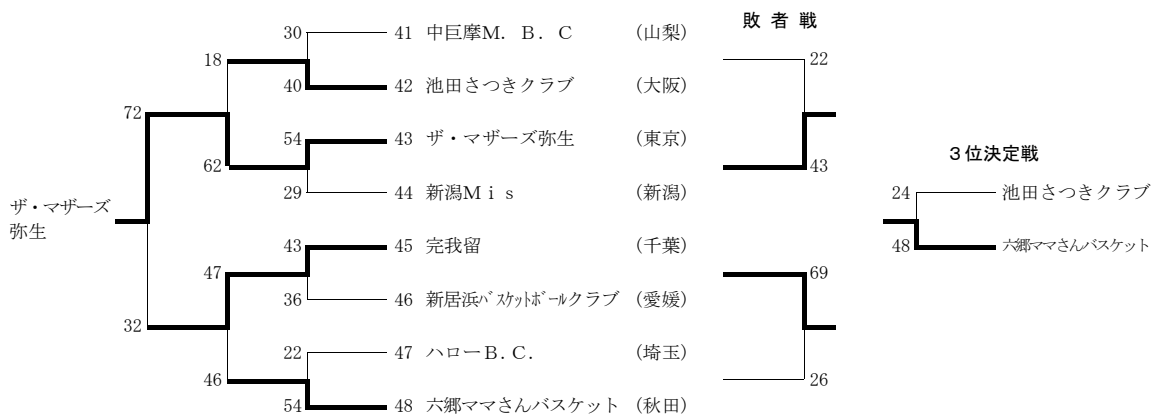 敗 者 戦
30 41 中巨摩M. B. C (山梨)
18 22
40 42 池田さつきクラブ (大阪)
72
54 43 ザ・マザーズ弥生 (東京)
62 43
3位決定戦
29 44 新潟Mis (新潟) 24 池田さつきクラブ
ザ・マザーズ
弥生
43 45 完我留 (千葉) 48 六郷ママさんバスケット
47 69
36 46 新居浜バスケットボールクラブ (愛媛)
32
22 47 ハローB.C. (埼玉)
46 26
54 48 六郷ママさんバスケット (秋田)